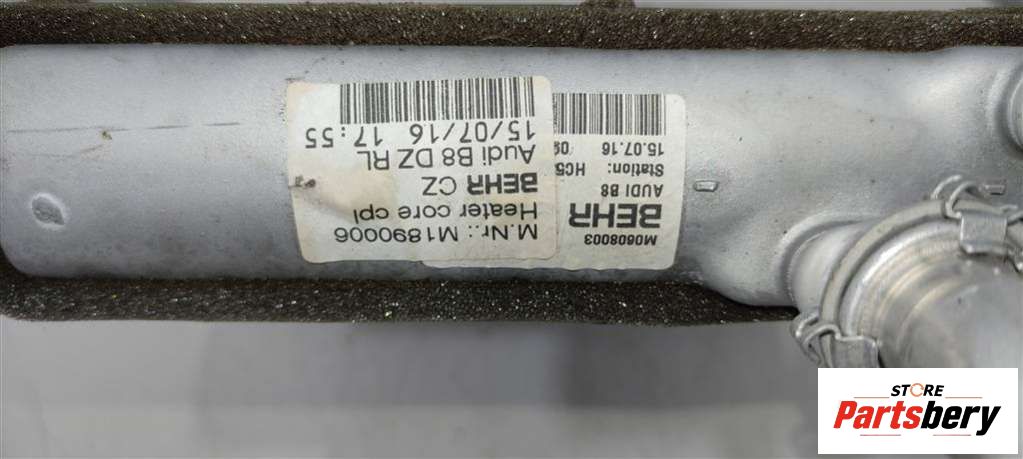 M.Nr.: M1890006
Heater core cpl
BEHR CZ
Audi B8 DZ RL
15/07/16 17:55
M0608003
BEHR
AUDI B8
Station: HC5
15.07.16
STORE
Partsbery